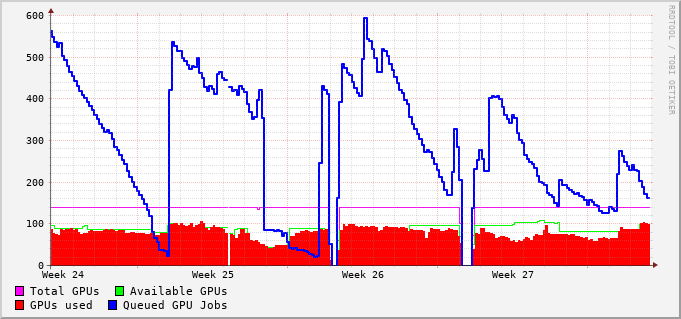 600
500
400
300
200
100
0
Week 24 Week 25 Week 26 Week 27
Total GPUs Available GPUs
GPUs used Queued GPU Jobs
RRDTOOL / TOBI OETIKER